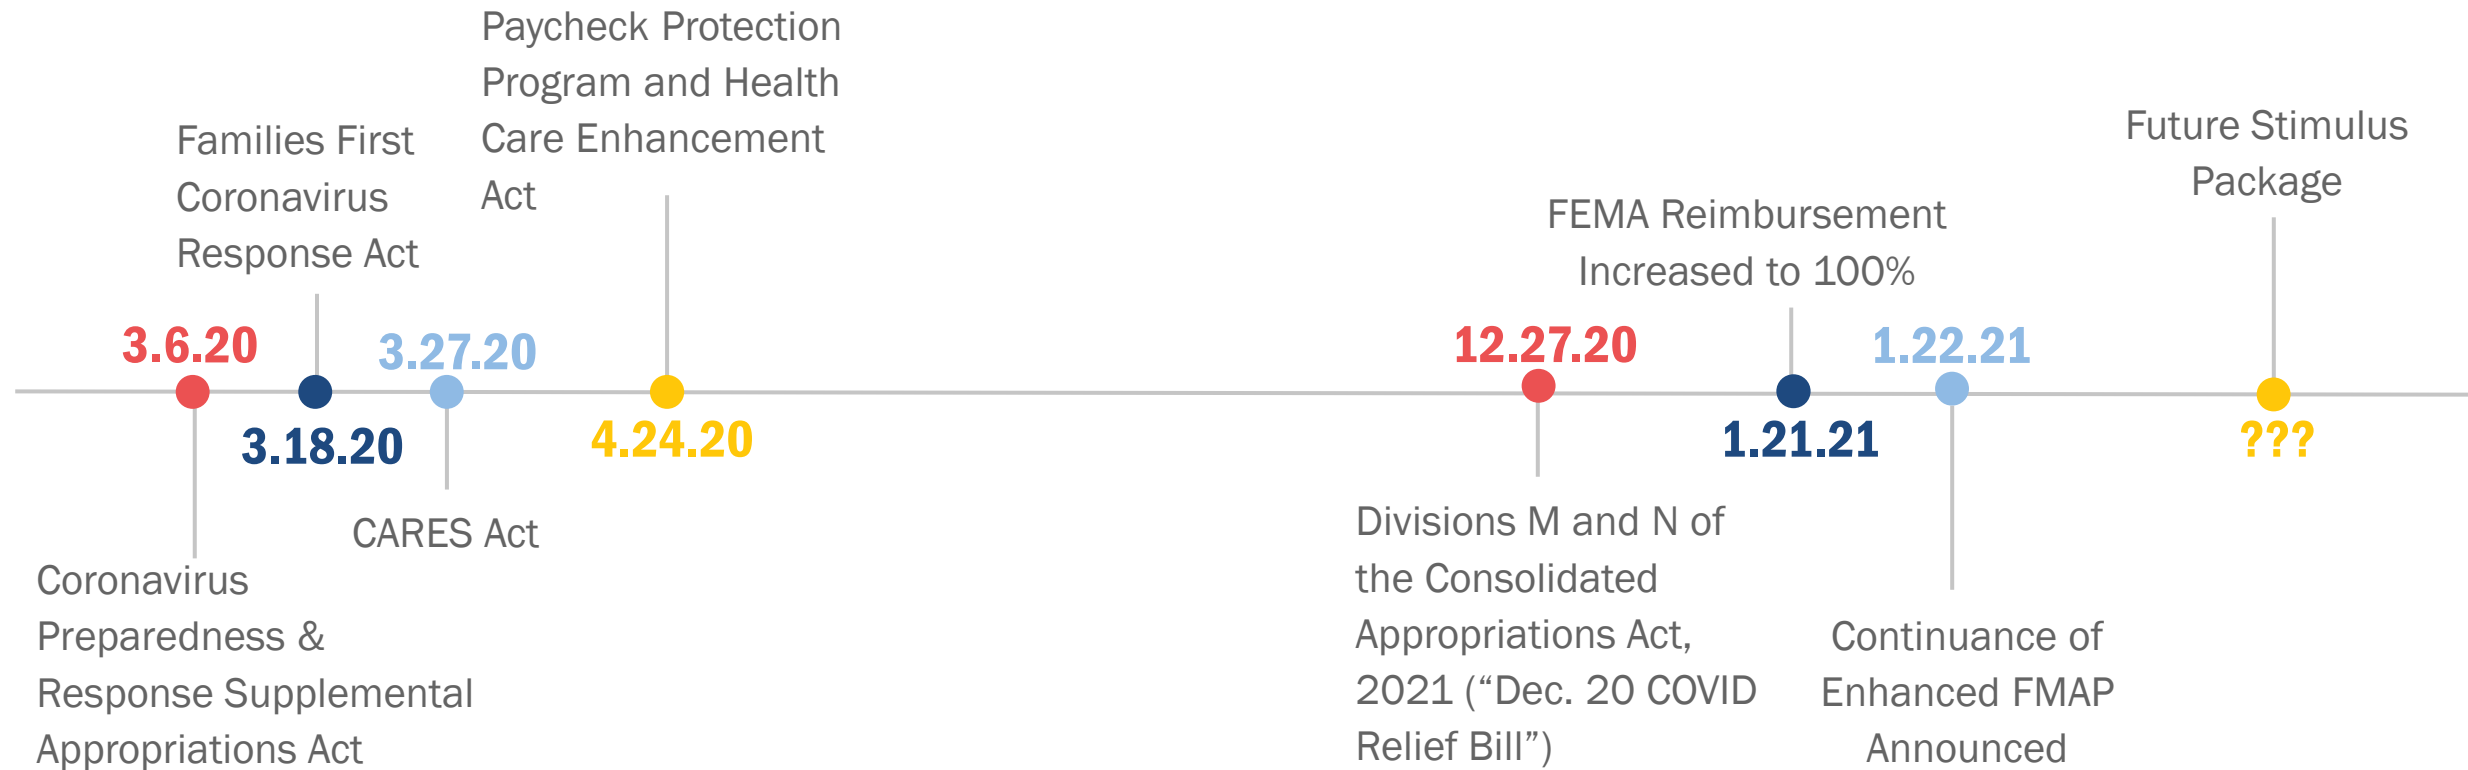 Paycheck Protection
Program and Health
Care Enhancement
Act
Families First
Coronavirus
Response Act
Future Stimulus
Package
FEMA Reimbursement
Increased to 100%
3.6.20
3.27.20
12.27.20
1.22.21
3.18.20
4.24.20
1.21.21
???
CARES Act
Coronavirus
Preparedness &
Response Supplemental
Appropriations Act
Divisions M and N of
the Consolidated
Appropriations Act,
2021 (“Dec. 20 COVID
Relief Bill”)
Continuance of
Enhanced FMAP
Announced